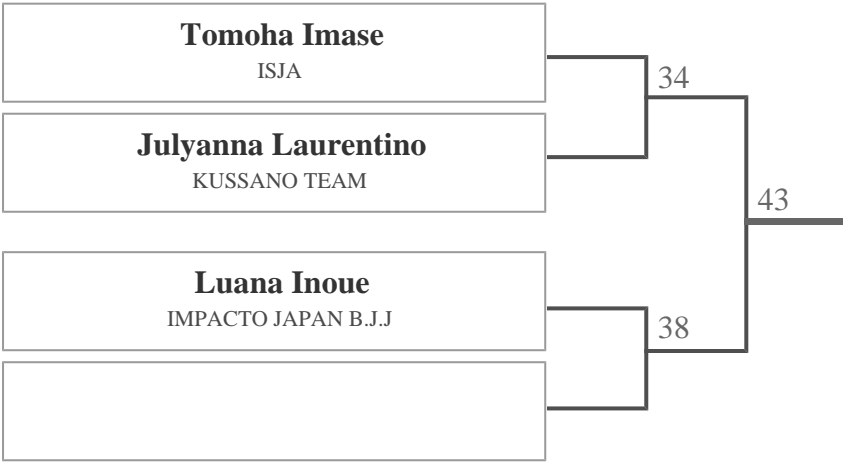 Tomoha Imase
ISJA
34
Julyanna Laurentino
KUSSANO TEAM
43
Luana Inoue
IMPACTO JAPAN B.J.J
38